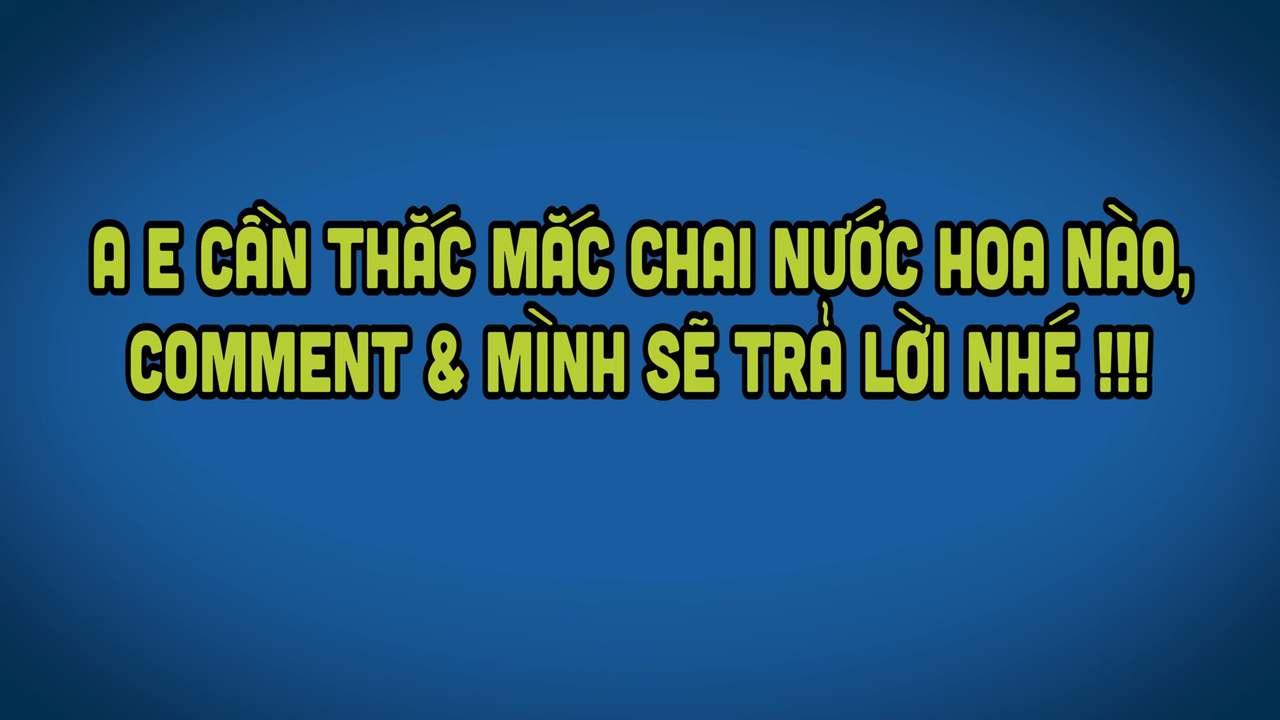 A E CẦN THẮC MẮC CHAI NƯỚC HOA NÀO,
COMMENT & MÌNH SẼ TRẢ LỜI NHÉ !!!